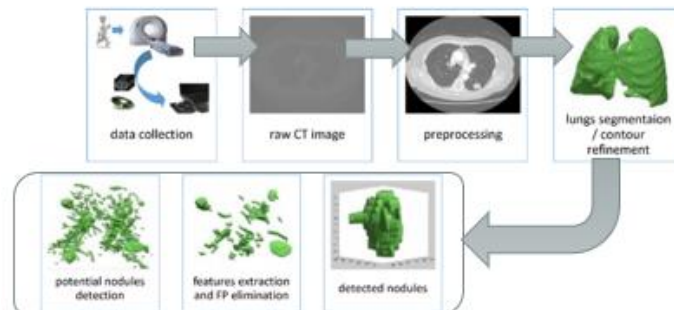 data collection
raw CT image
preprocessing
lungs segmentaion
/ contour
refinement
potential nodules
detection
features extraction
and FP elimination
detected nodules